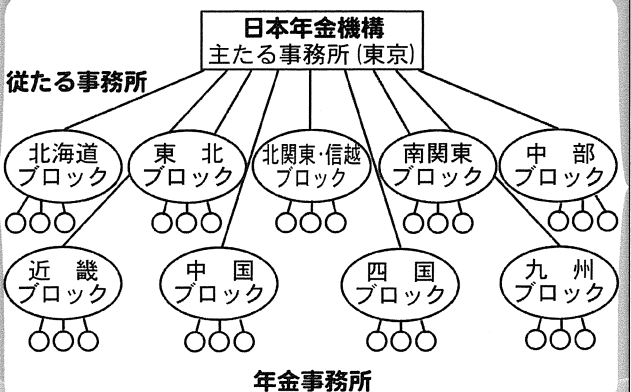 日本年金機構
主たる事務所(東京)
従たる事務所
北海道
ブロック
東 北
ブロック
北関東・信越
ブロック
南関東
ブロック
中 部
ブロック
近 畿
ブロック
中 国
ブロック
四 国
ブロック
九 州
ブロック
年金事務所